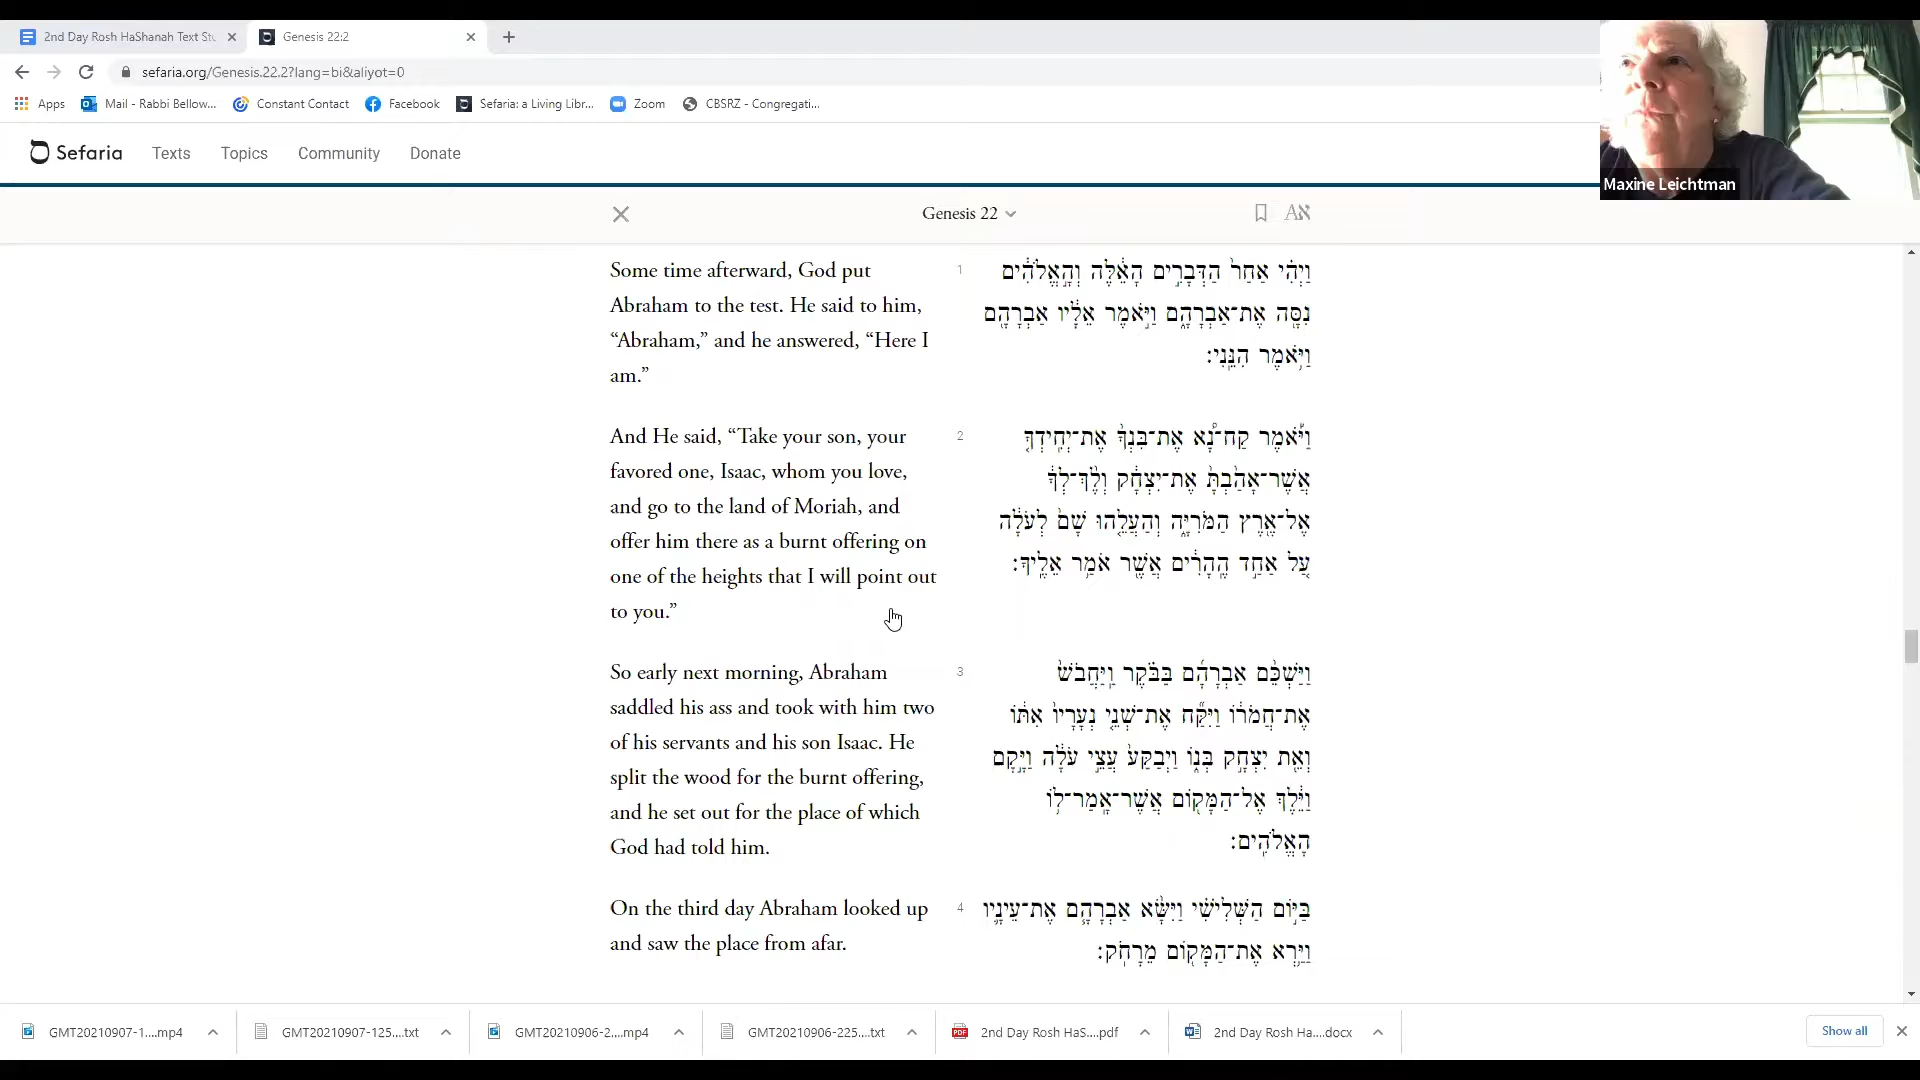 2nd Day Rosh HaShanah Text Stu
Genesis 22:2
sefaria.org/Genesis.22.2?lang=bi&aliyot=0
Apps
Mail - Rabbi Bellow...
Constant Contact
Facebook
Sefaria: a Living Libr...
Zoom
CBSRZ - Congregati...
Sefaria
Texts
Topics
Community
Donate
Maxine Leichtman
Genesis 22
Some time afterward, God put
Abraham to the test. He said to him,
“Abraham,” and he answered, “Here I
am.”
1
וַיְהִ֗י אַחַר֙ הַדְּבָרִ֣ים הָאֵ֔לֶּה וְהָ֣אֱלֹהִ֔ים
נִסָּ֖ה אֶת־אַבְרָהָ֑ם וַיֹּ֣אמֶר אֵלָ֔יו אַבְרָהָ֖ם
וַיֹּ֥אמֶר הִנֵּֽנִי׃
And He said, “Take your son, your
favored one, Isaac, whom you love,
and go to the land of Moriah, and
offer him there as a burnt offering on
one of the heights that I will point out
to you.”
2
וַיֹּ֡אמֶר קַח־נָ֠א אֶת־בִּנְךָ֨ אֶת־יְחִֽידְךָ֤
אֲשֶׁר־אָהַ֙בְתָּ֙ אֶת־יִצְחָ֔ק וְלֶ֨ךְ־לְךָ֔
אֶל־אֶ֖רֶץ הַמֹּרִיָּ֑ה וְהַעֲלֵ֤הוּ שָׁם֙ לְעֹלָ֔ה
עַ֚ל אַחַ֣ד הֶֽהָרִ֔ים אֲשֶׁ֖ר אֹמַ֥ר אֵלֶֽיךָ׃
So early next morning, Abraham
saddled his ass and took with him two
of his servants and his son Isaac. He
split the wood for the burnt offering,
and he set out for the place of which
God had told him.
3
וַיַּשְׁכֵּ֨ם אַבְרָהָ֜ם בַּבֹּ֗קֶר וַֽיַּחֲבֹשׁ֙
אֶת־חֲמֹר֔וֹ וַיִּקַּ֞ח אֶת־שְׁנֵ֤י נְעָרָיו֙ אִתּ֔וֹ
וְאֵ֖ת יִצְחָ֣ק בְּנ֑וֹ וַיְבַקַּע֙ עֲצֵ֣י עֹלָ֔ה וַיָּ֣קָם
וַיֵּ֔לֶךְ אֶל־הַמָּק֖וֹם אֲשֶׁר־אָֽמַר־ל֥וֹ
הָאֱלֹהִֽים׃
On the third day Abraham looked up
and saw the place from afar.
4
בַּיּ֣וֹם הַשְּׁלִישִׁ֗י וַיִּשָּׂ֨א אַבְרָהָ֧ם אֶת־עֵינָ֛יו
וַיַּ֥רְא אֶת־הַמָּק֖וֹם מֵרָחֹֽק׃
GMT20210907-1....mp4
GMT20210907-125....txt
GMT20210906-2....mp4
GMT20210906-225....txt
2nd Day Rosh HaS....pdf
2nd Day Rosh Ha....docx
Show all